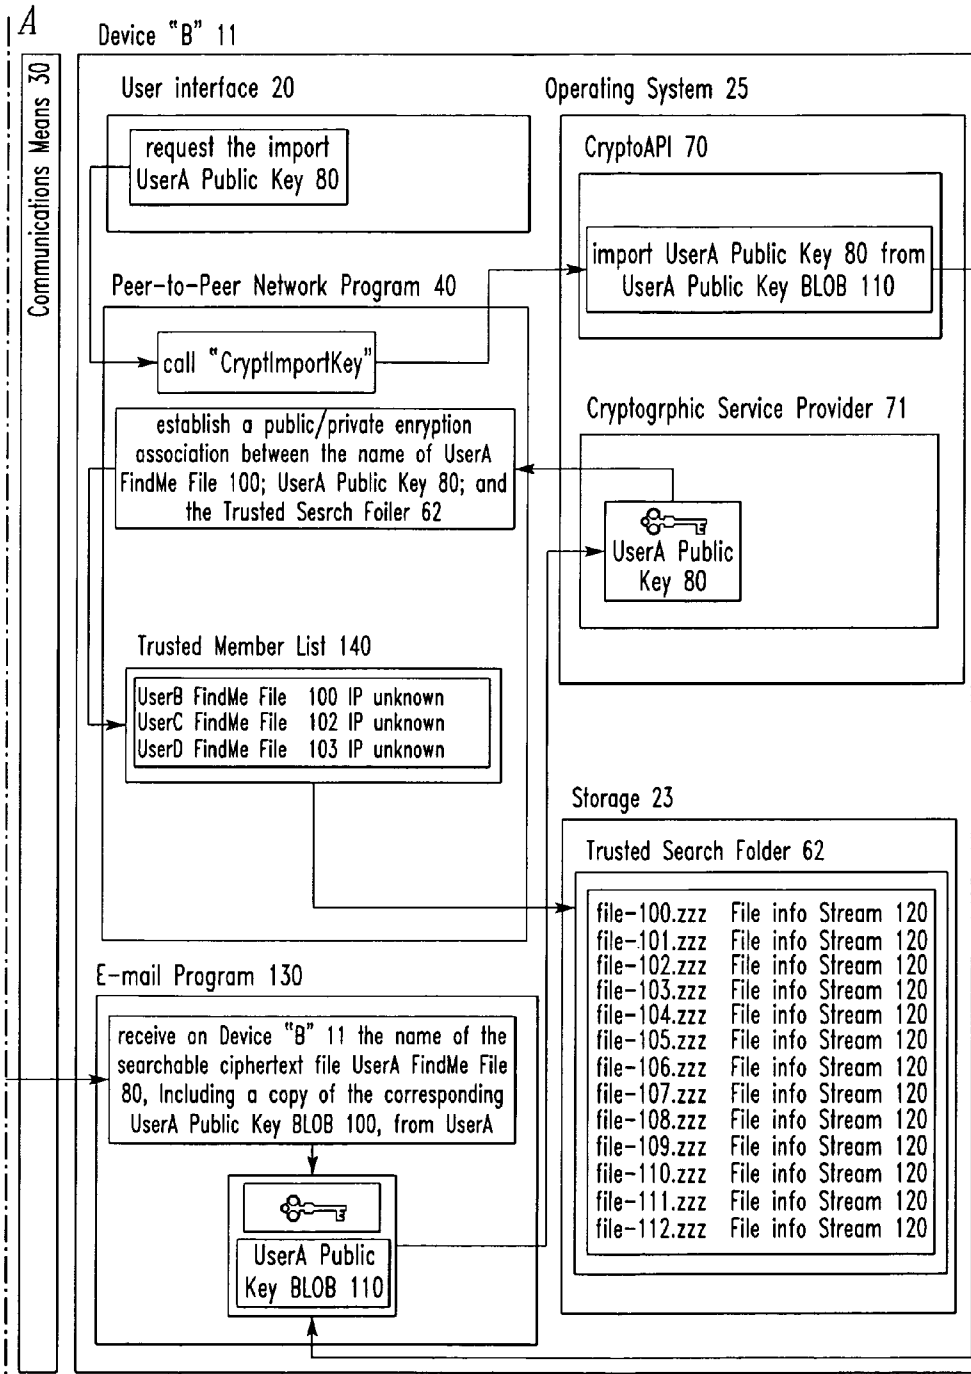 A
Device "B" 11
Communications Means 30
User interface 20
request the import
UserA Public Key 80
Operating System 25
CryptoAPI 70
import UserA Public Key 80 from
UserA Public Key BLOB 110
Peer-to-Peer Network Program 40
call "CryptImportKey"
establish a public/private enryption
association between the name of UserA
FindMe File 100; UserA Public Key 80; and
the Trusted Sesrch Foiler 62
Cryptogrphic Service Provider 71
UserA Public
Key 80
Trusted Member List 140
UserB FindMe File 100 IP unknown
UserC FindMe File 102 IP unknown
UserD FindMe File 103 IP unknown
Storage 23
Trusted Search Folder 62
file-100.zzz File info Stream 120
file-101.zzz File info Stream 120
file-102.zzz File info Stream 120
file-103.zzz File info Stream 120
file-104.zzz File info Stream 120
file-105.zzz File info Stream 120
file-106.zzz File info Stream 120
file-107.zzz File info Stream 120
file-108.zzz File info Stream 120
file-109.zzz File info Stream 120
file-110.zzz File info Stream 120
file-111.zzz File info Stream 120
file-112.zzz File info Stream 120
E-mail Program 130
receive on Device "B" 11 the name of the
searchable ciphertext file UserA FindMe File
80, Including a copy of the corresponding
UserA Public Key BLOB 100, from UserA
UserA Public
Key BLOB 110